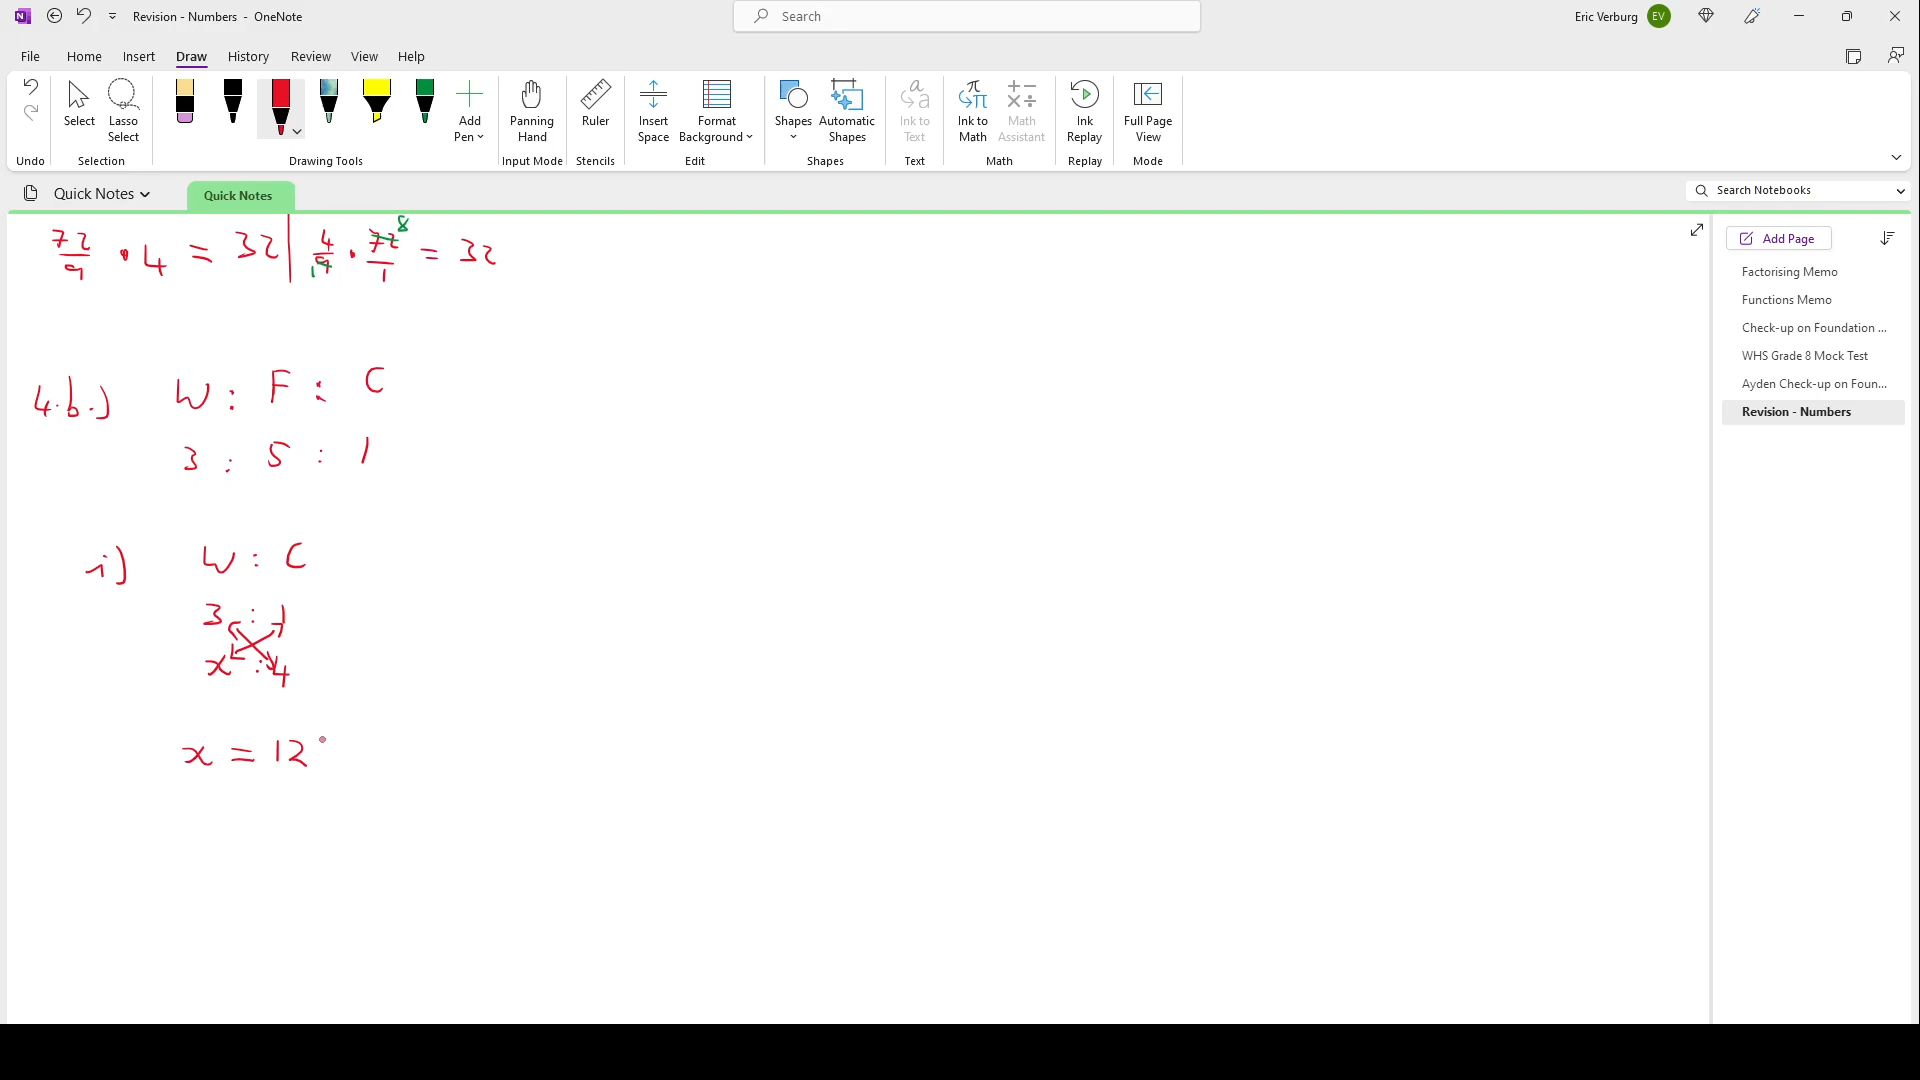 Revision - Numbers - OneNote
Search
Eric Verburg EV
File Home Insert Draw History Review View Help
Select
Lasso Select
Add Pen
Panning Hand
Ruler
Insert Space
Format Background
Shapes
Automatic Shapes
Ink to Text
Ink to Math
Math Assistant
Ink Replay
Full Page View
Undo Selection Drawing Tools Input Mode Stencils Edit Shapes Text Math Replay Mode
Quick Notes
Quick Notes
Search Notebooks
Add Page
Factorising Memo
Functions Memo
Check-up on Foundation ...
WHS Grade 8 Mock Test
Ayden Check-up on Foun...
Revision - Numbers
72/9 · 4 = 32 | 4/9 1 · 72/1 8 = 32
4.b.) W : F : C
3 : 5 : 1
i) W : C
3 : 1
x : 4
x = 12